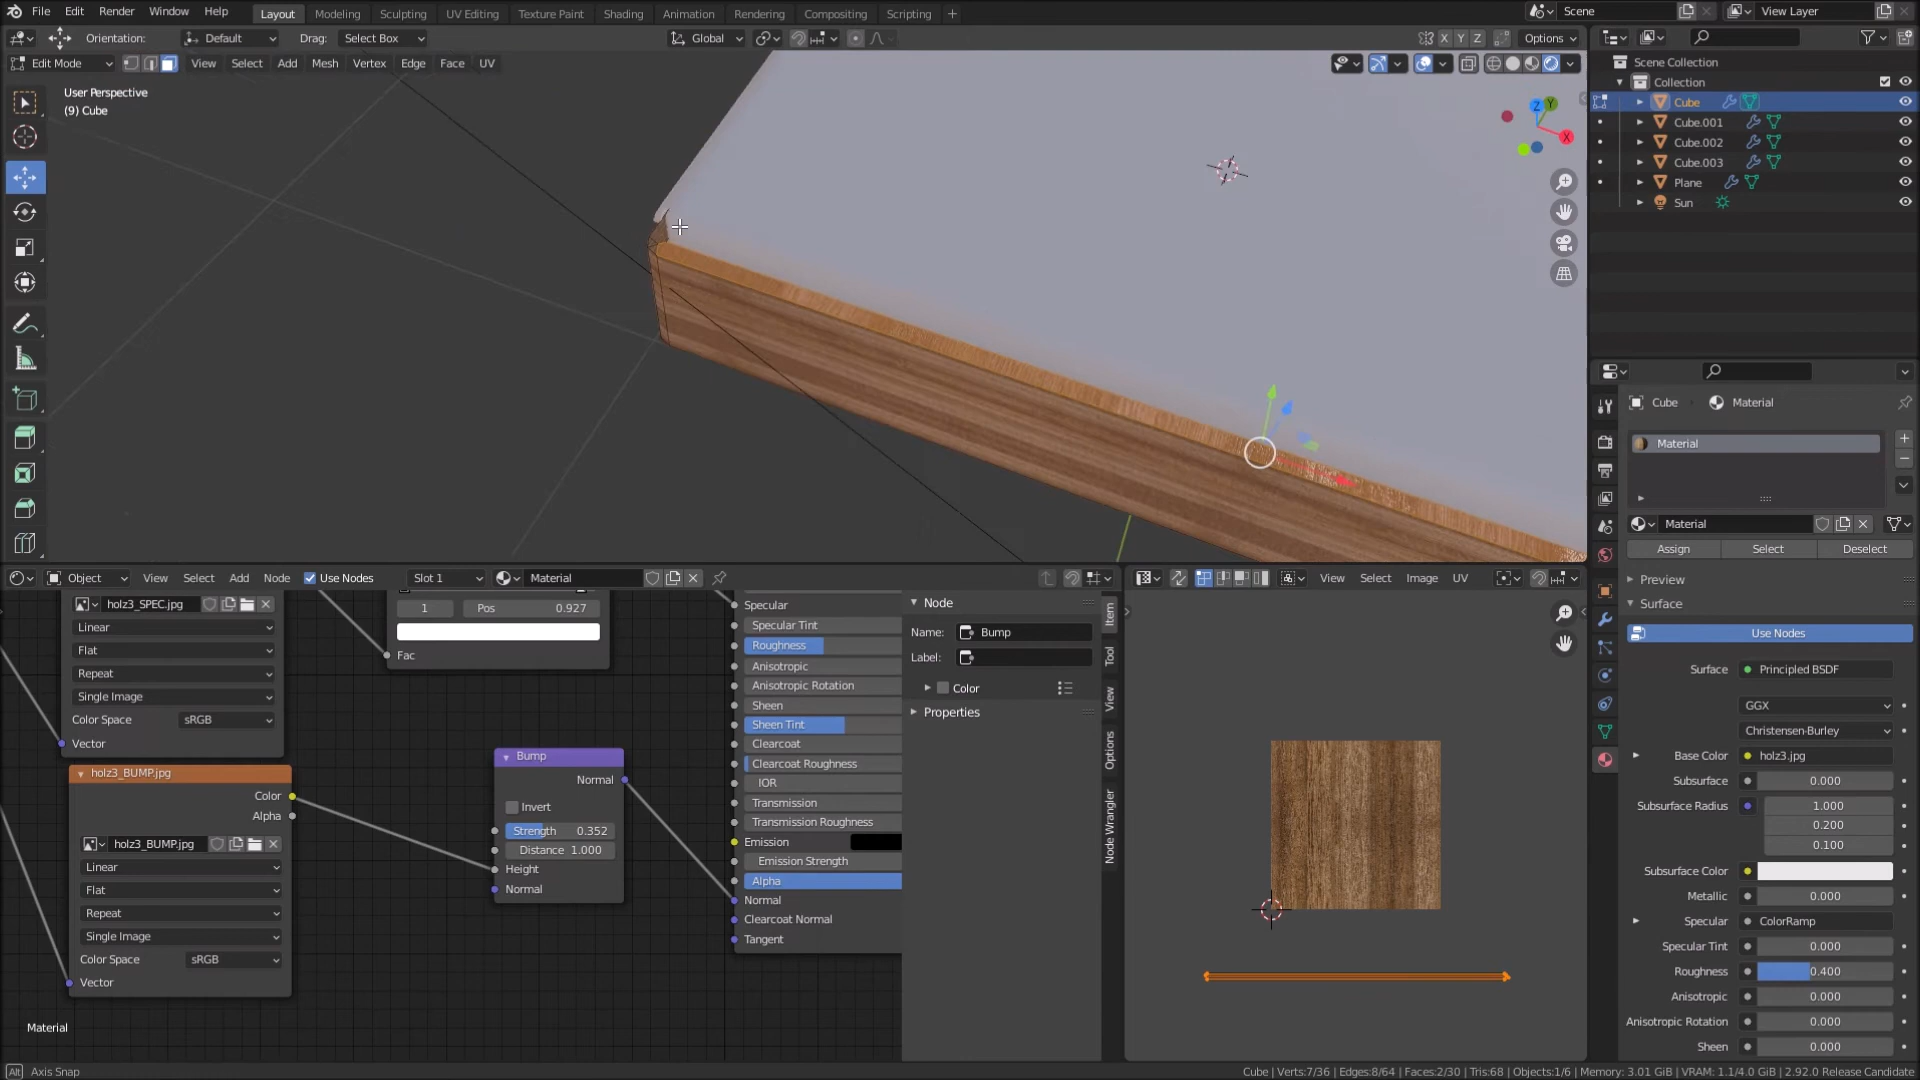 File Edit Render Window Help Layout Modeling Sculpting UV Editing Texture Paint Shading Animation Rendering Compositing Scripting + Scene View Layer
Orientation: Default Drag: Select Box Global X Y Z Options
Edit Mode View Select Add Mesh Vertex Edge Face UV
User Perspective
(9) Cube
Z Y X
Scene Collection
Collection
Cube
Cube.001
Cube.002
Cube.003
Plane
Sun
Cube Material
Material
Material
Assign Select Deselect
Preview
Surface
Use Nodes
Surface Principled BSDF
GGX
Christensen-Burley
Base Color holz3.jpg
Subsurface 0.000
Subsurface Radius 1.000
0.200
0.100
Subsurface Color
Metallic 0.000
Specular ColorRamp
Specular Tint 0.000
Roughness 0.400
Anisotropic 0.000
Anisotropic Rotation 0.000
Sheen 0.000
Object View Select Add Node Use Nodes Slot 1 Material
holz3_SPEC.jpg
Linear
Flat
Repeat
Single Image
Color Space sRGB
Vector
1 Pos 0.927
Fac
holz3_BUMP.jpg
Color
Alpha
holz3_BUMP.jpg
Linear
Flat
Repeat
Single Image
Color Space sRGB
Vector
Material
Bump
Normal
Invert
Strength 0.352
Distance 1.000
Height
Normal
Specular
Specular Tint
Roughness
Anisotropic
Anisotropic Rotation
Sheen
Sheen Tint
Clearcoat
Clearcoat Roughness
IOR
Transmission
Transmission Roughness
Emission
Emission Strength
Alpha
Normal
Clearcoat Normal
Tangent
Node
Name: Bump
Label:
Color
Properties
Item
Tool
View
Options
Node Wrangler
View Select Image UV
Alt Axis Snap
Cube | Verts:7/36 | Edges:8/64 | Faces:2/30 | Tris:68 | Objects:1/6 | Memory: 3.01 GiB | VRAM: 1.1/4.0 GiB | 2.92.0 Release Candidate